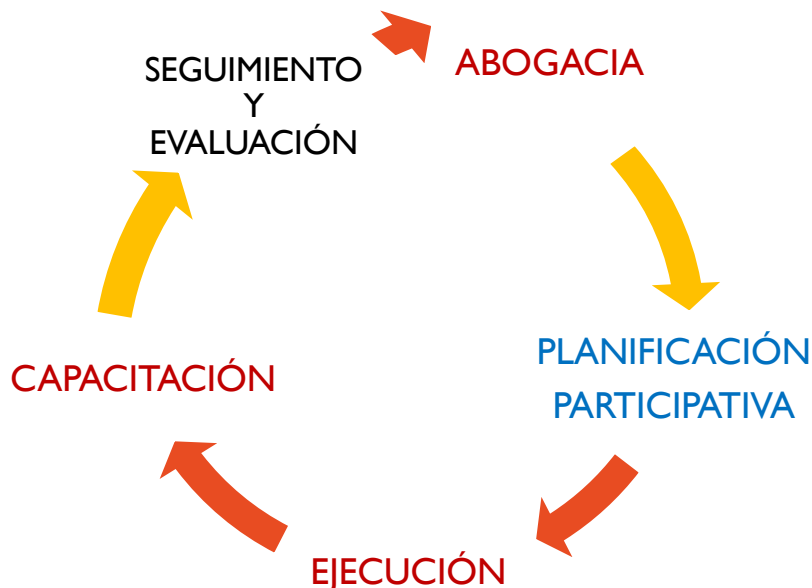 ABOGACIA
PLANIFICACIÓN
PARTICIPATIVA
EJECUCIÓN
CAPACITACIÓN
SEGUIMIENTO
Y
EVALUACIÓN